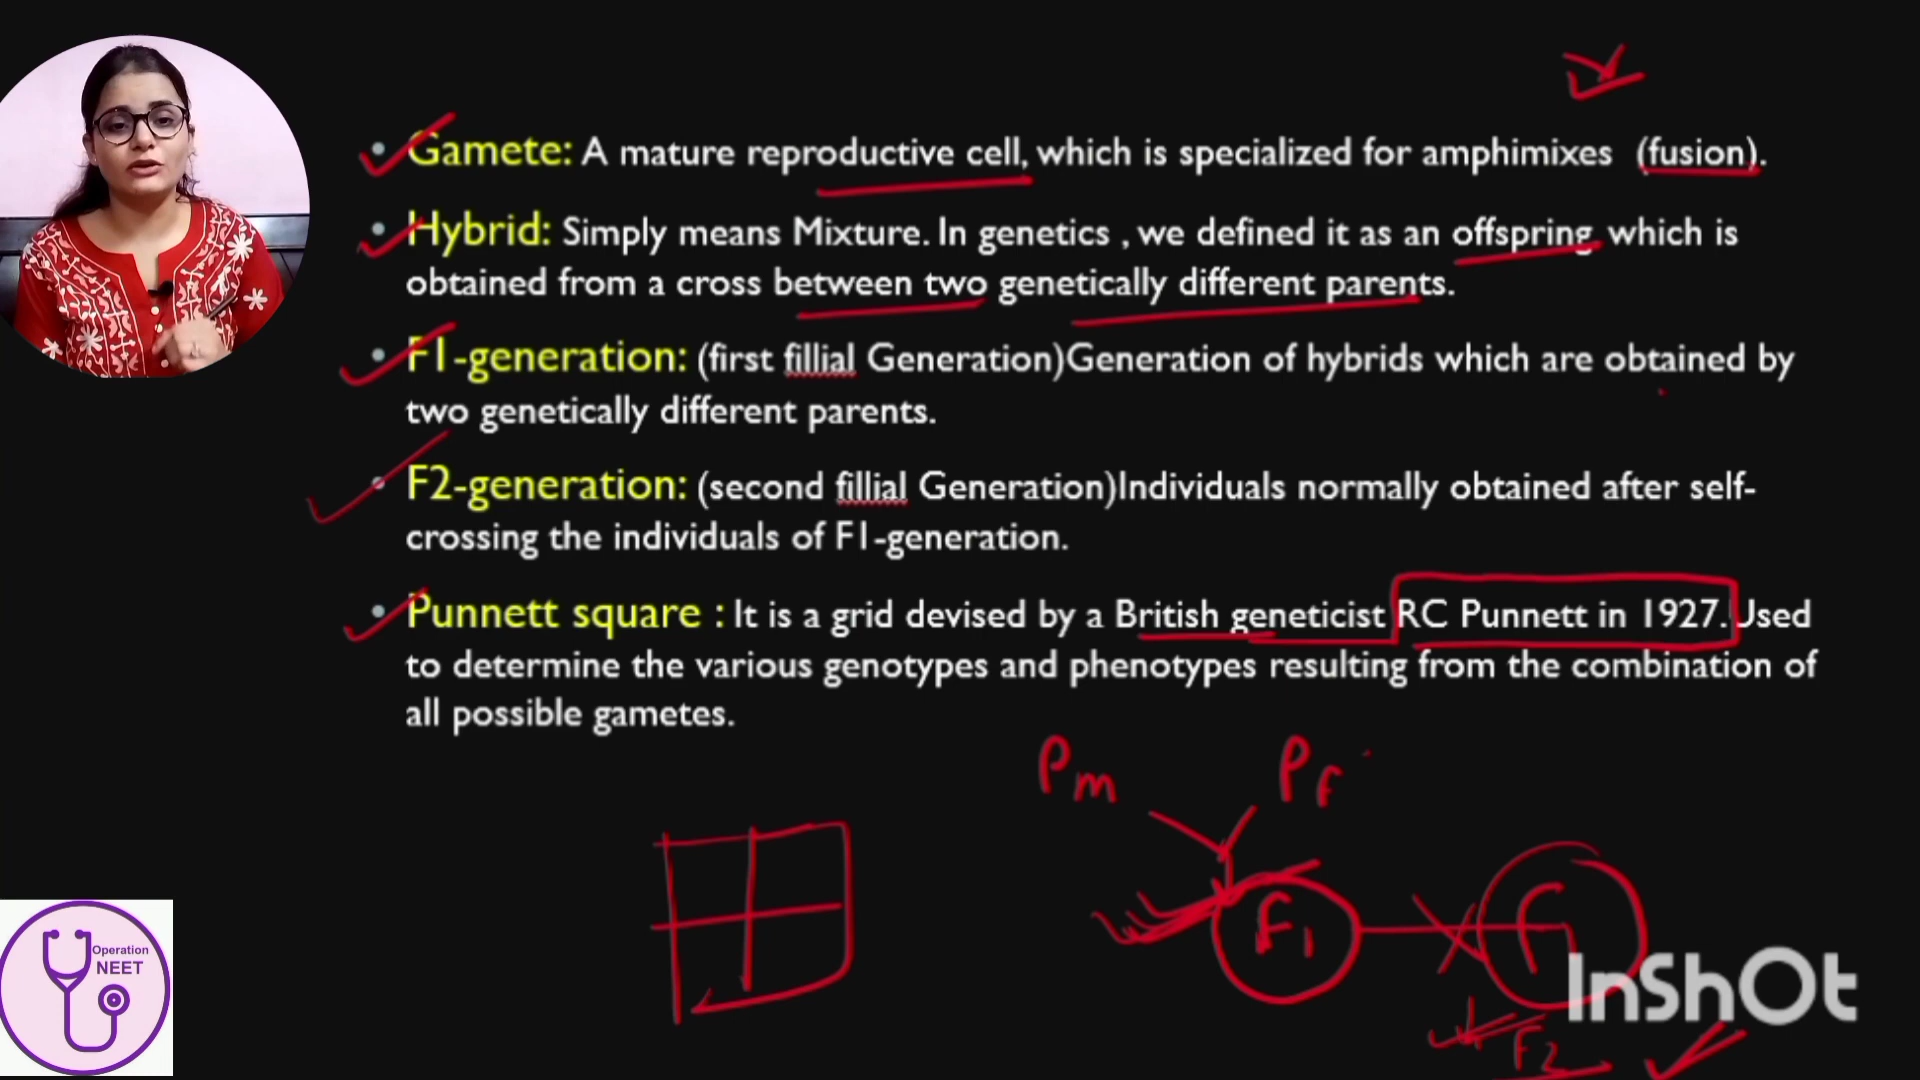 Gamete: A mature reproductive cell, which is specialized for amphimixes (fusion).
Hybrid: Simply means Mixture. In genetics , we defined it as an offspring which is
obtained from a cross between two genetically different parents.
F1-generation: (first fillial Generation)Generation of hybrids which are obtained by
two genetically different parents.
F2-generation: (second fillial Generation)Individuals normally obtained after self-
crossing the individuals of F1-generation.
Punnett square : It is a grid devised by a British geneticist RC Punnett in 1927. Used
to determine the various genotypes and phenotypes resulting from the combination of
all possible gametes.
Pm
PF
F1
F1
F2
Operation
NEET
InShOt